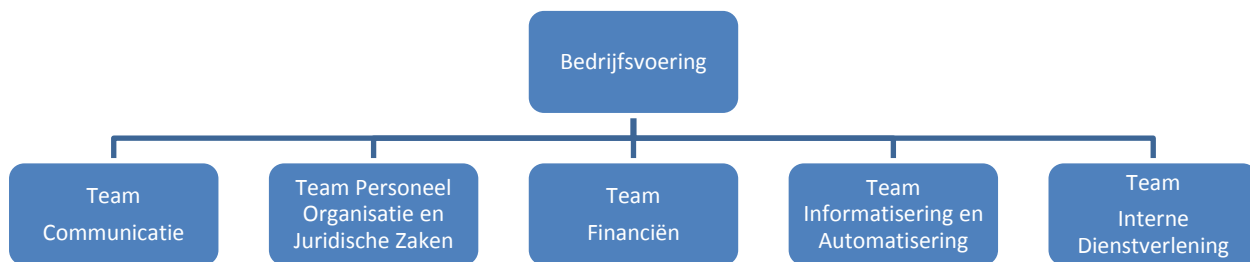 Bedrijfsvoering
Team
Communicatie
Team Personeel
Organisatie en
Juridische Zaken
Team
Financiën
Team
Informatisering en
Automatisering
Team
Interne
Dienstverlening